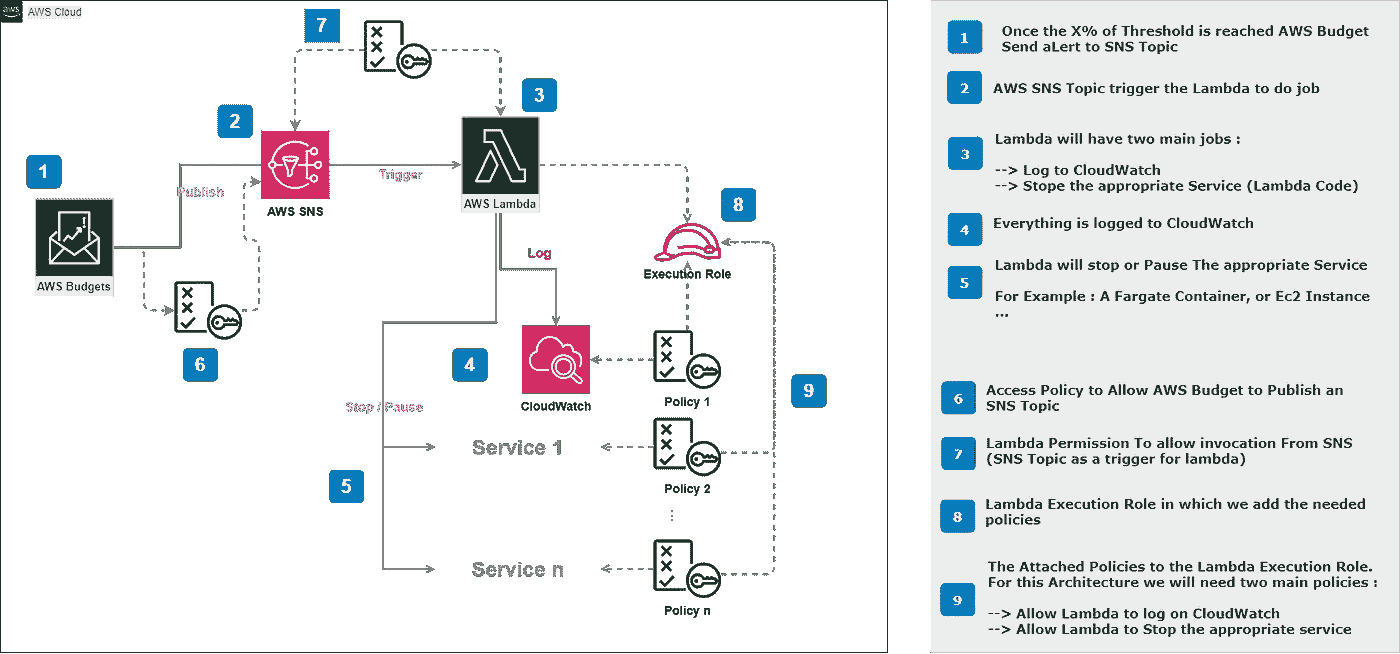 aws
AWS Cloud
7
3
2
1
Publish
Trigger
AWS SNS
AWS Lambda
8
AWS Budgets
Log
Execution Role
6
4
CloudWatch
Policy 1
9
Stop / Pause
Service 1
Policy 2
5
Service n
Policy n
1
Once the X% of Threshold is reached AWS Budget
Send aLert to SNS Topic
2
AWS SNS Topic trigger the Lambda to do job
3
Lambda will have two main jobs :
--> Log to CloudWatch
--> Stope the appropriate Service (Lambda Code)
4
Everything is logged to CloudWatch
5
Lambda will stop or Pause The appropriate Service
For Example : A Fargate Container, or Ec2 Instance
...
6
Access Policy to Allow AWS Budget to Publish an
SNS Topic
7
Lambda Permission To allow invocation From SNS
(SNS Topic as a trigger for lambda)
8
Lambda Execution Role in which we add the needed
policies
9
The Attached Policies to the Lambda Execution Role.
For this Architecture we will need two main policies :
--> Allow Lambda to log on CloudWatch
--> Allow Lambda to Stop the appropriate service